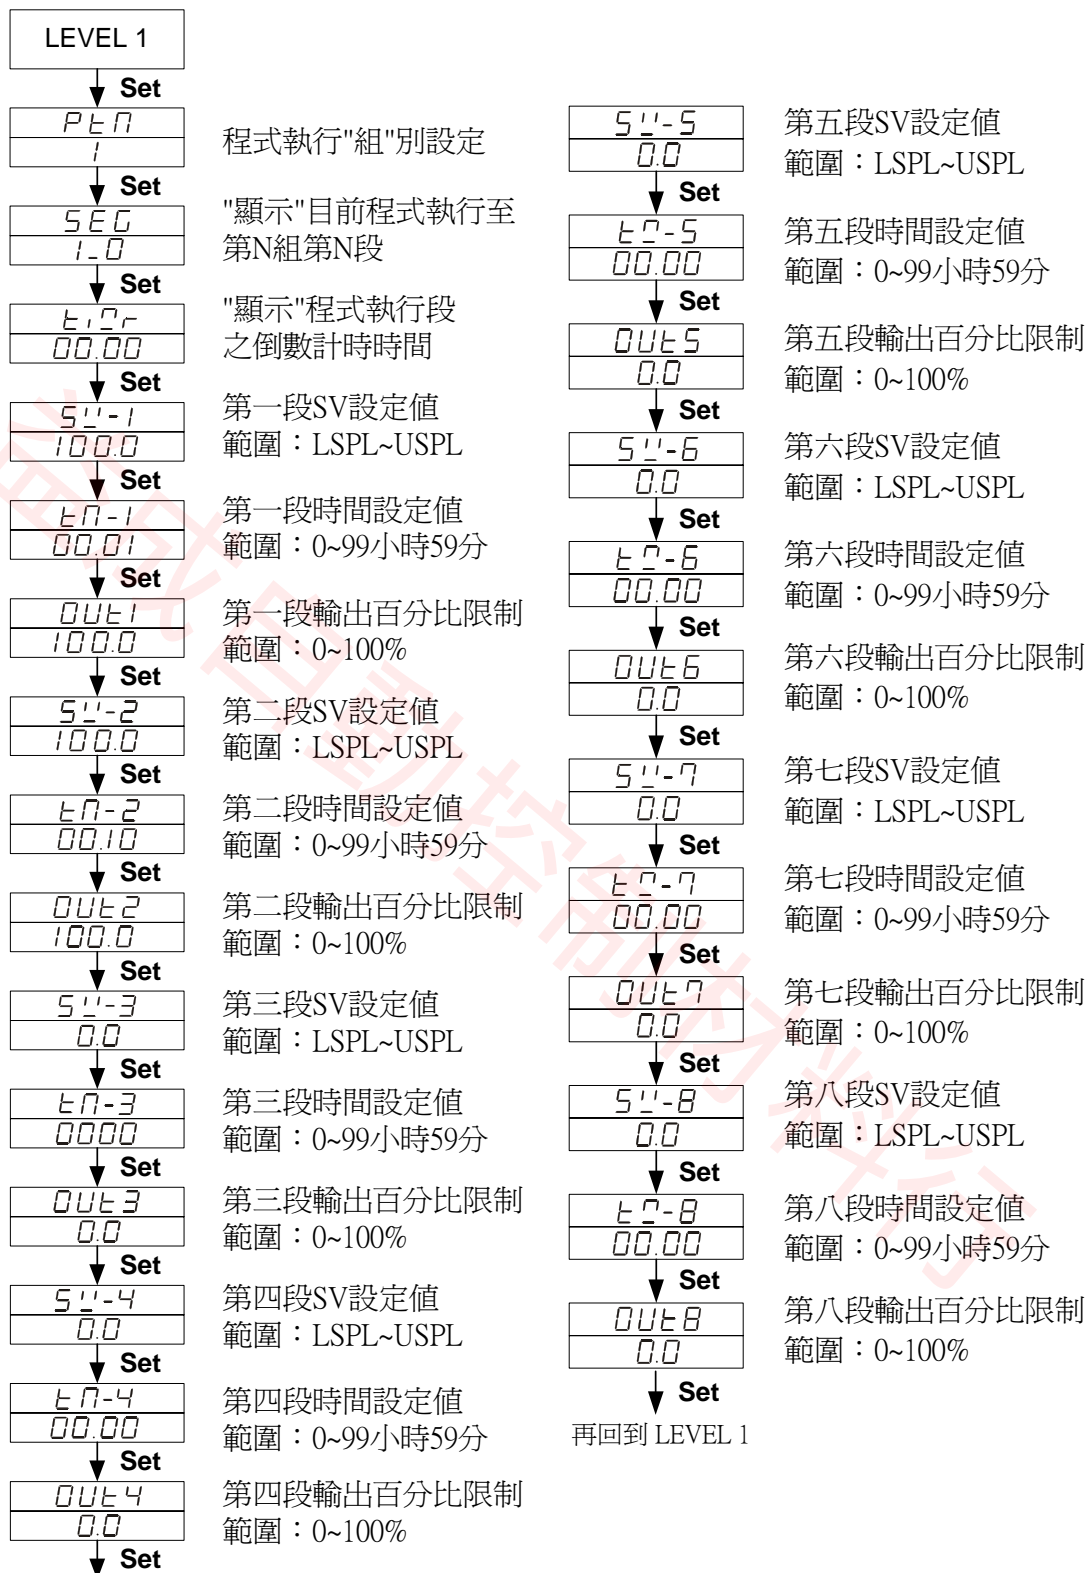 LEVEL 1
Set
PtM
1
程式執行"組"別設定
Set
SEG
1_0
"顯示"目前程式執行至
第N組第N段
Set
timr
00.00
"顯示"程式執行段
之倒數計時時間
Set
SV-1
100.0
第一段SV設定值
範圍：LSPL~USPL
Set
tM-1
00.01
第一段時間設定值
範圍：0~99小時59分
Set
OUt1
100.0
第一段輸出百分比限制
範圍：0~100%
Set
SV-2
100.0
第二段SV設定值
範圍：LSPL~USPL
Set
tM-2
00.10
第二段時間設定值
範圍：0~99小時59分
Set
OUt2
100.0
第二段輸出百分比限制
範圍：0~100%
Set
SV-3
0.0
第三段SV設定值
範圍：LSPL~USPL
Set
tM-3
0000
第三段時間設定值
範圍：0~99小時59分
Set
OUt3
0.0
第三段輸出百分比限制
範圍：0~100%
Set
SV-4
0.0
第四段SV設定值
範圍：LSPL~USPL
Set
tM-4
00.00
第四段時間設定值
範圍：0~99小時59分
Set
OUt4
0.0
第四段輸出百分比限制
範圍：0~100%
Set
SV-5
0.0
第五段SV設定值
範圍：LSPL~USPL
Set
tM-5
00.00
第五段時間設定值
範圍：0~99小時59分
Set
OUt5
0.0
第五段輸出百分比限制
範圍：0~100%
Set
SV-6
0.0
第六段SV設定值
範圍：LSPL~USPL
Set
tM-6
00.00
第六段時間設定值
範圍：0~99小時59分
Set
OUt6
0.0
第六段輸出百分比限制
範圍：0~100%
Set
SV-7
0.0
第七段SV設定值
範圍：LSPL~USPL
Set
tM-7
00.00
第七段時間設定值
範圍：0~99小時59分
Set
OUt7
0.0
第七段輸出百分比限制
範圍：0~100%
Set
SV-8
0.0
第八段SV設定值
範圍：LSPL~USPL
Set
tM-8
00.00
第八段時間設定值
範圍：0~99小時59分
Set
OUt8
0.0
第八段輸出百分比限制
範圍：0~100%
Set
再回到 LEVEL 1
益成自動控制材料行